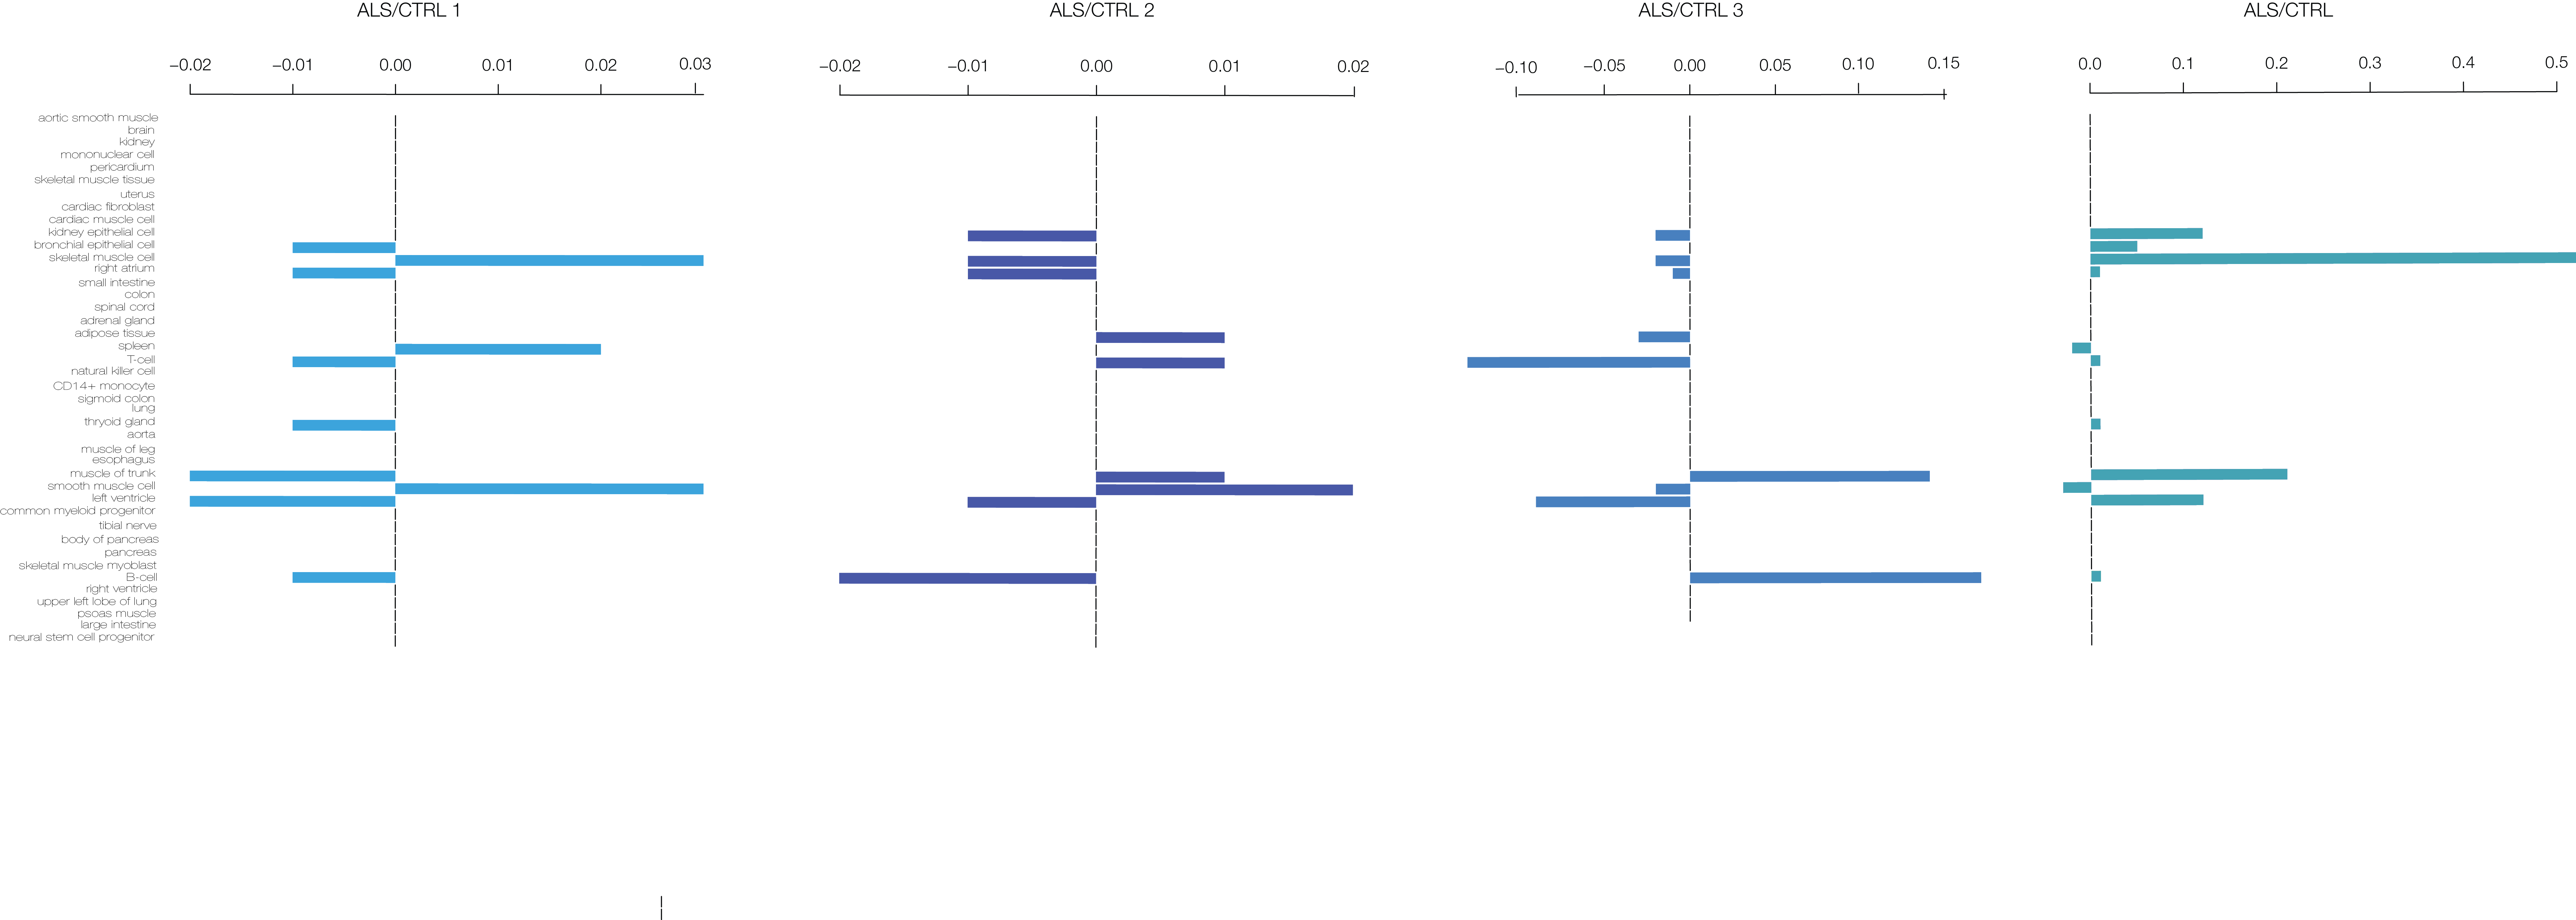 ALS/CTRL 1 ALS/CTRL 2 ALS/CTRL 3 ALS/CTRL
−0.02 −0.01 0.00 0.01 0.02 0.03 −0.02 −0.01 0.00 0.01 0.02 −0.10 −0.05 0.00 0.05 0.10 0.15 0.0 0.1 0.2 0.3 0.4 0.5
aortic smooth muscle
brain
kidney
mononuclear cell
pericardium
skeletal muscle tissue
uterus
cardiac fibroblast
cardiac muscle cell
kidney epithelial cell
bronchial epithelial cell
skeletal muscle cell
right atrium
small intestine
colon
spinal cord
adrenal gland
adipose tissue
spleen
T-cell
natural killer cell
CD14+ monocyte
sigmoid colon
lung
thryoid gland
aorta
muscle of leg
esophagus
muscle of trunk
smooth muscle cell
left ventricle
common myeloid progenitor
tibial nerve
body of pancreas
pancreas
skeletal muscle myoblast
B-cell
right ventricle
upper left lobe of lung
psoas muscle
large intestine
neural stem cell progenitor